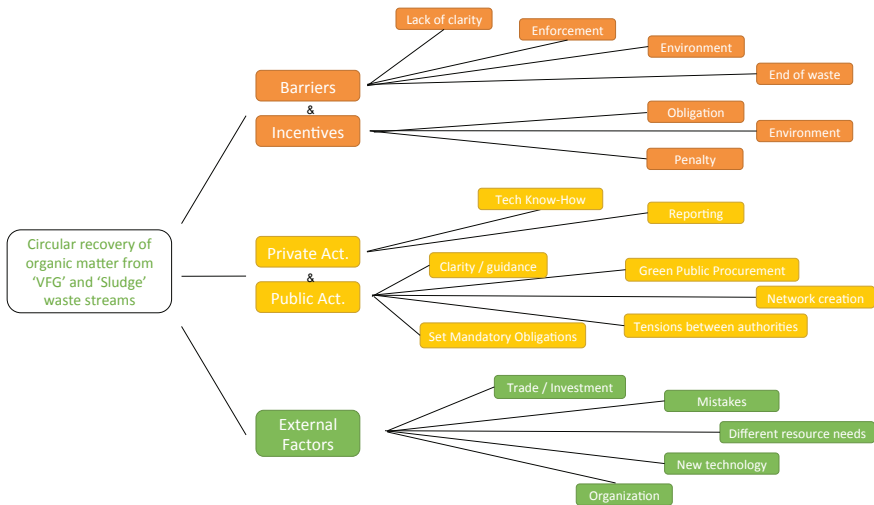 Lack of clarity
Enforcement
Environment
End of waste
Barriers
&
Incentives
Obligation
Environment
Penalty
Circular recovery of
organic matter from
‘VFG’ and ‘Sludge’
waste streams
Tech Know-How
Reporting
Private Act.
&
Public Act.
Clarity / guidance
Green Public Procurement
Network creation
Tensions between authorities
Set Mandatory Obligations
External
Factors
Trade / Investment
Mistakes
Different resource needs
New technology
Organization